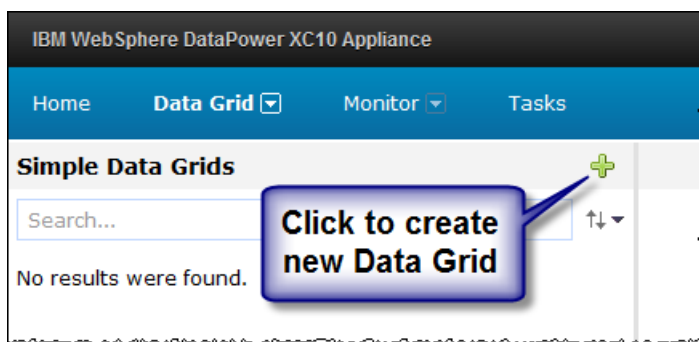 IBM WebSphere DataPower XC10 Appliance
Home Data Grid Monitor Tasks
Simple Data Grids
Search...
Click to create
new Data Grid
No results were found.